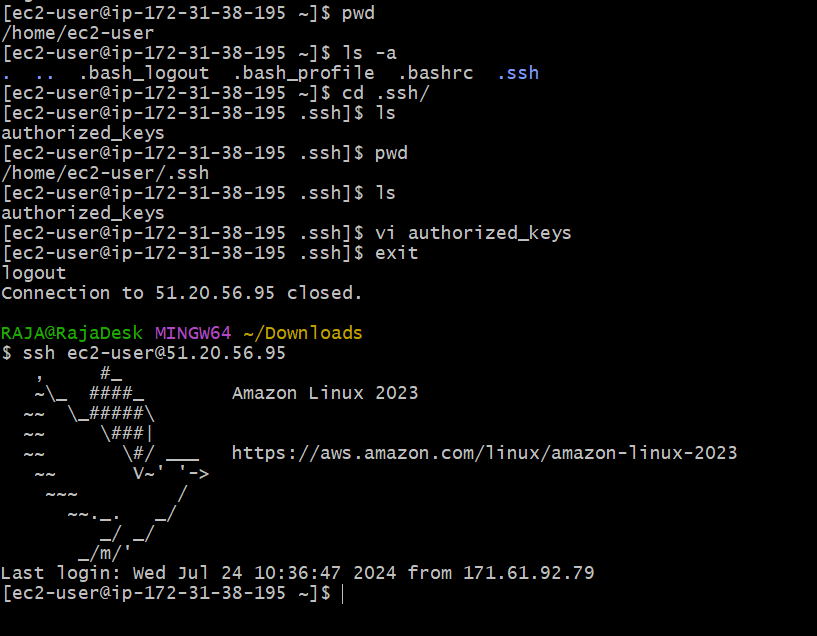 [ec2-user@ip-172-31-38-195 ~]$ pwd
/home/ec2-user
[ec2-user@ip-172-31-38-195 ~]$ ls -a
.  ..  .bash_logout  .bash_profile  .bashrc  .ssh
[ec2-user@ip-172-31-38-195 ~]$ cd .ssh/
[ec2-user@ip-172-31-38-195 .ssh]$ ls
authorized_keys
[ec2-user@ip-172-31-38-195 .ssh]$ pwd
/home/ec2-user/.ssh
[ec2-user@ip-172-31-38-195 .ssh]$ ls
authorized_keys
[ec2-user@ip-172-31-38-195 .ssh]$ vi authorized_keys
[ec2-user@ip-172-31-38-195 .ssh]$ exit
logout
Connection to 51.20.56.95 closed.
RAJA@RajaDesk MINGW64 ~/Downloads
$ ssh ec2-user@51.20.56.95
   ,     #_
   ~\_  ####_        Amazon Linux 2023
  ~~  \_#####\
  ~~     \###|
  ~~       \#/ ___   https://aws.amazon.com/linux/amazon-linux-2023
   ~~       V~' '->
    ~~~         /
      ~~._.   _/
         _/ _/
       _/m/'
Last login: Wed Jul 24 10:36:47 2024 from 171.61.92.79
[ec2-user@ip-172-31-38-195 ~]$